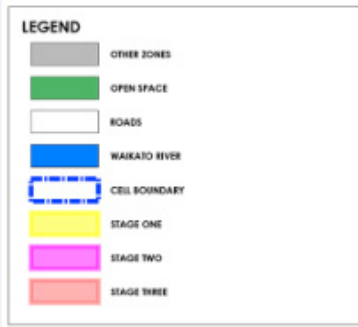 LEGEND
OTHER ZONES
OPEN SPACE
ROADS
WAIKATO RIVER
CELL BOUNDARY
STAGE ONE
STAGE TWO
STAGE THREE